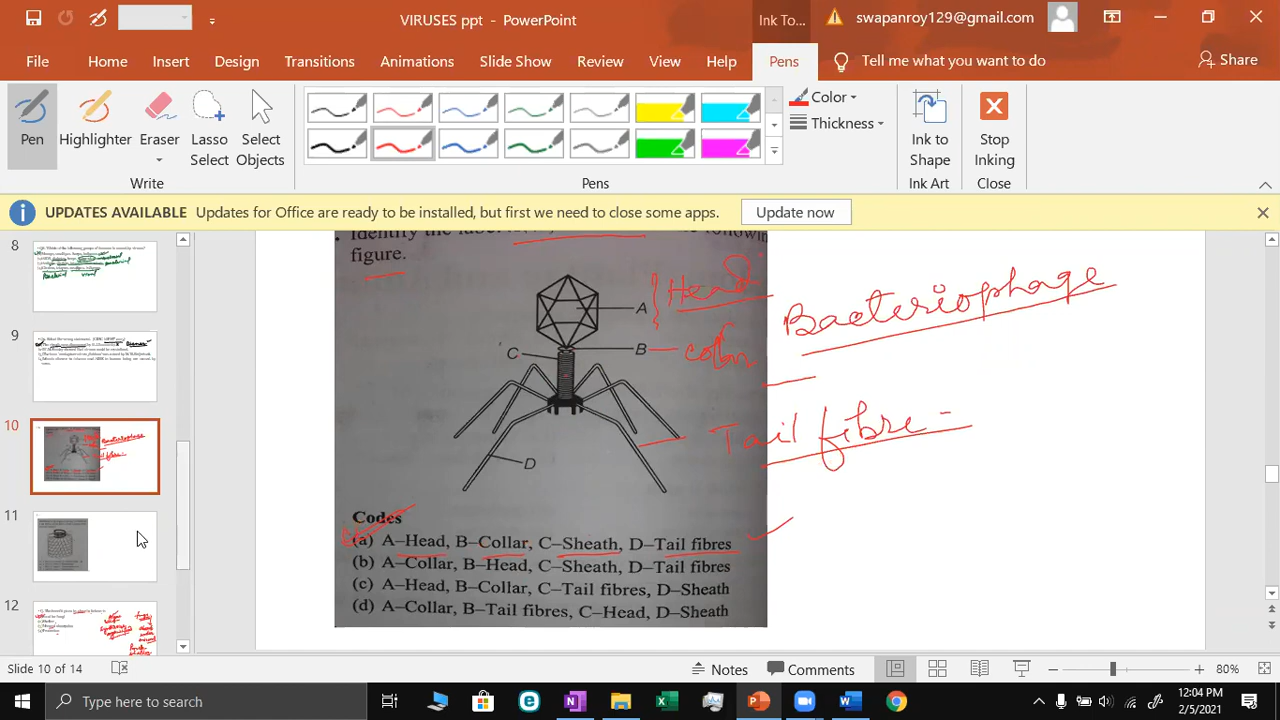 VIRUSES ppt - PowerPoint
Ink To...
swapanroy129@gmail.com
File Home Insert Design Transitions Animations Slide Show Review View Help Pens Tell me what you want to do Share
Pen Highlighter Eraser Lasso Select Select Objects
Color
Thickness
Ink to Shape
Stop Inking
Write
Pens
Ink Art
Close
UPDATES AVAILABLE Updates for Office are ready to be installed, but first we need to close some apps. Update now
8
9
10
11
12
figure.
A
Head
B
collar
C
D
Bacteriophage
Tail fibre
Codes
(a) A–Head, B–Collar, C–Sheath, D–Tail fibres
(b) A–Collar, B–Head, C–Sheath, D–Tail fibres
(c) A–Head, B–Collar, C–Tail fibres, D–Sheath
(d) A–Collar, B–Tail fibres, C–Head, D–Sheath
Slide 10 of 14
Notes
Comments
80%
Type here to search
12:04 PM
2/5/2021